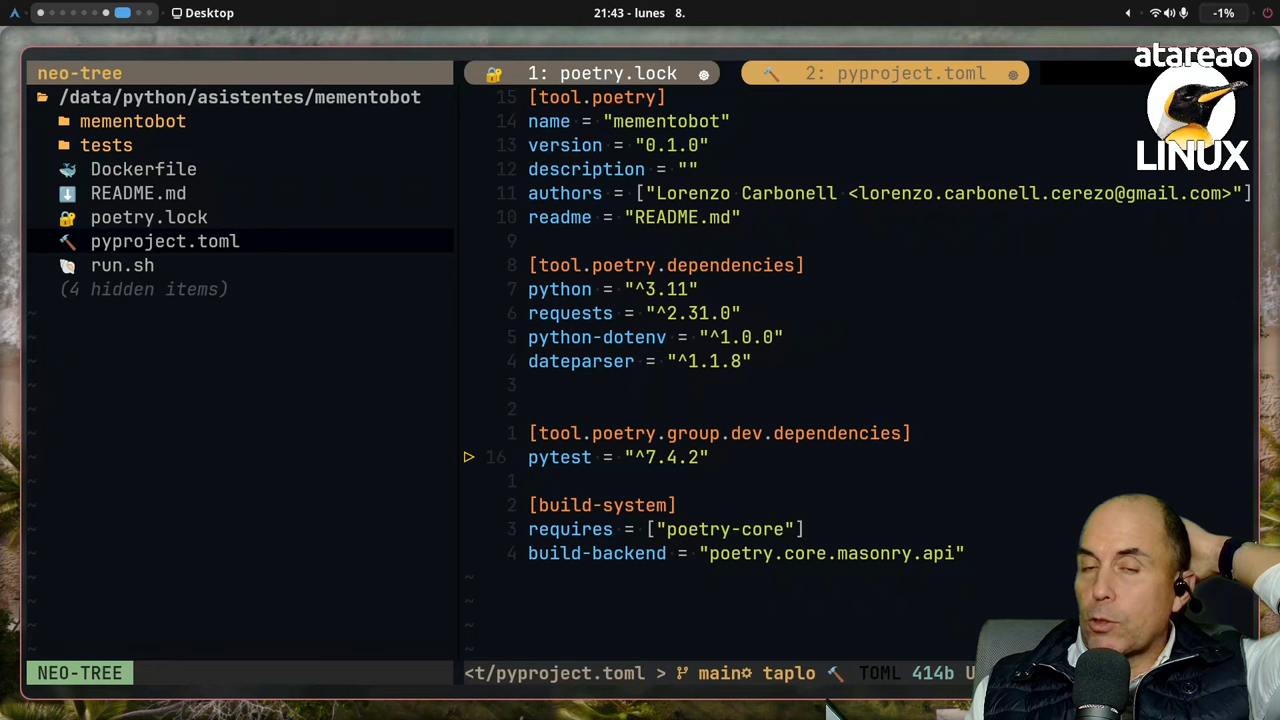 Desktop
21:43 - lunes 8.
-1%
atareao
LINUX
neo-tree
/data/python/asistentes/mementobot
mementobot
tests
Dockerfile
README.md
poetry.lock
pyproject.toml
run.sh
(4 hidden items)
NEO-TREE
1: poetry.lock
2: pyproject.toml
15 [tool.poetry]
14 name = "mementobot"
13 version = "0.1.0"
12 description = ""
11 authors = ["Lorenzo Carbonell <lorenzo.carbonell.cerezo@gmail.com>"]
10 readme = "README.md"
9
8 [tool.poetry.dependencies]
7 python = "^3.11"
6 requests = "^2.31.0"
5 python-dotenv = "^1.0.0"
4 dateparser = "^1.1.8"
3
2
1 [tool.poetry.group.dev.dependencies]
16 pytest = "^7.4.2"
1
2 [build-system]
3 requires = ["poetry-core"]
4 build-backend = "poetry.core.masonry.api"
<t/pyproject.toml > main taplo TOML 414b U